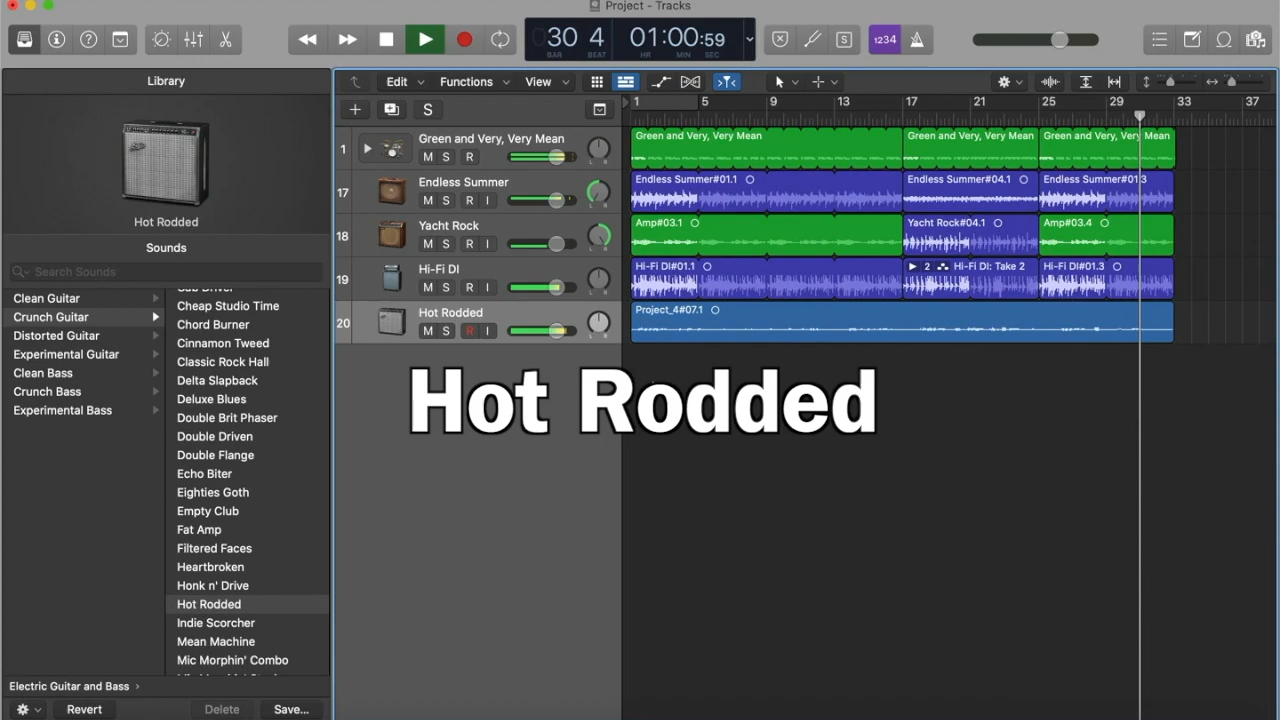 Project - Tracks
30 4
BAR BEAT
01:00:59
HR MIN SEC
S
1234
Library
Hot Rodded
Sounds
Search Sounds
Clean Guitar
Crunch Guitar
Distorted Guitar
Experimental Guitar
Clean Bass
Crunch Bass
Experimental Bass
Cheap Studio Time
Chord Burner
Cinnamon Tweed
Classic Rock Hall
Delta Slapback
Deluxe Blues
Double Brit Phaser
Double Driven
Double Flange
Echo Biter
Eighties Goth
Empty Club
Fat Amp
Filtered Faces
Heartbroken
Honk n' Drive
Hot Rodded
Indie Scorcher
Mean Machine
Mic Morphin' Combo
Electric Guitar and Bass
Revert Delete Save...
Edit Functions View
S
1 5 9 13 17 21 25 29 33 37
1 Green and Very, Very Mean
M S R
L R
Green and Very, Very Mean Green and Very, Very Mean Green and Very, Very Mean
17 Endless Summer
M S R I
L R
Endless Summer#01.1 Endless Summer#04.1 Endless Summer#01.3
18 Yacht Rock
M S R I
L R
Amp#03.1 Yacht Rock#04.1 Amp#03.4
19 Hi-Fi DI
M S R I
L R
Hi-Fi DI#01.1 2 Hi-Fi DI: Take 2 Hi-Fi DI#01.3
20 Hot Rodded
M S R I
L R
Project_4#07.1
Hot Rodded